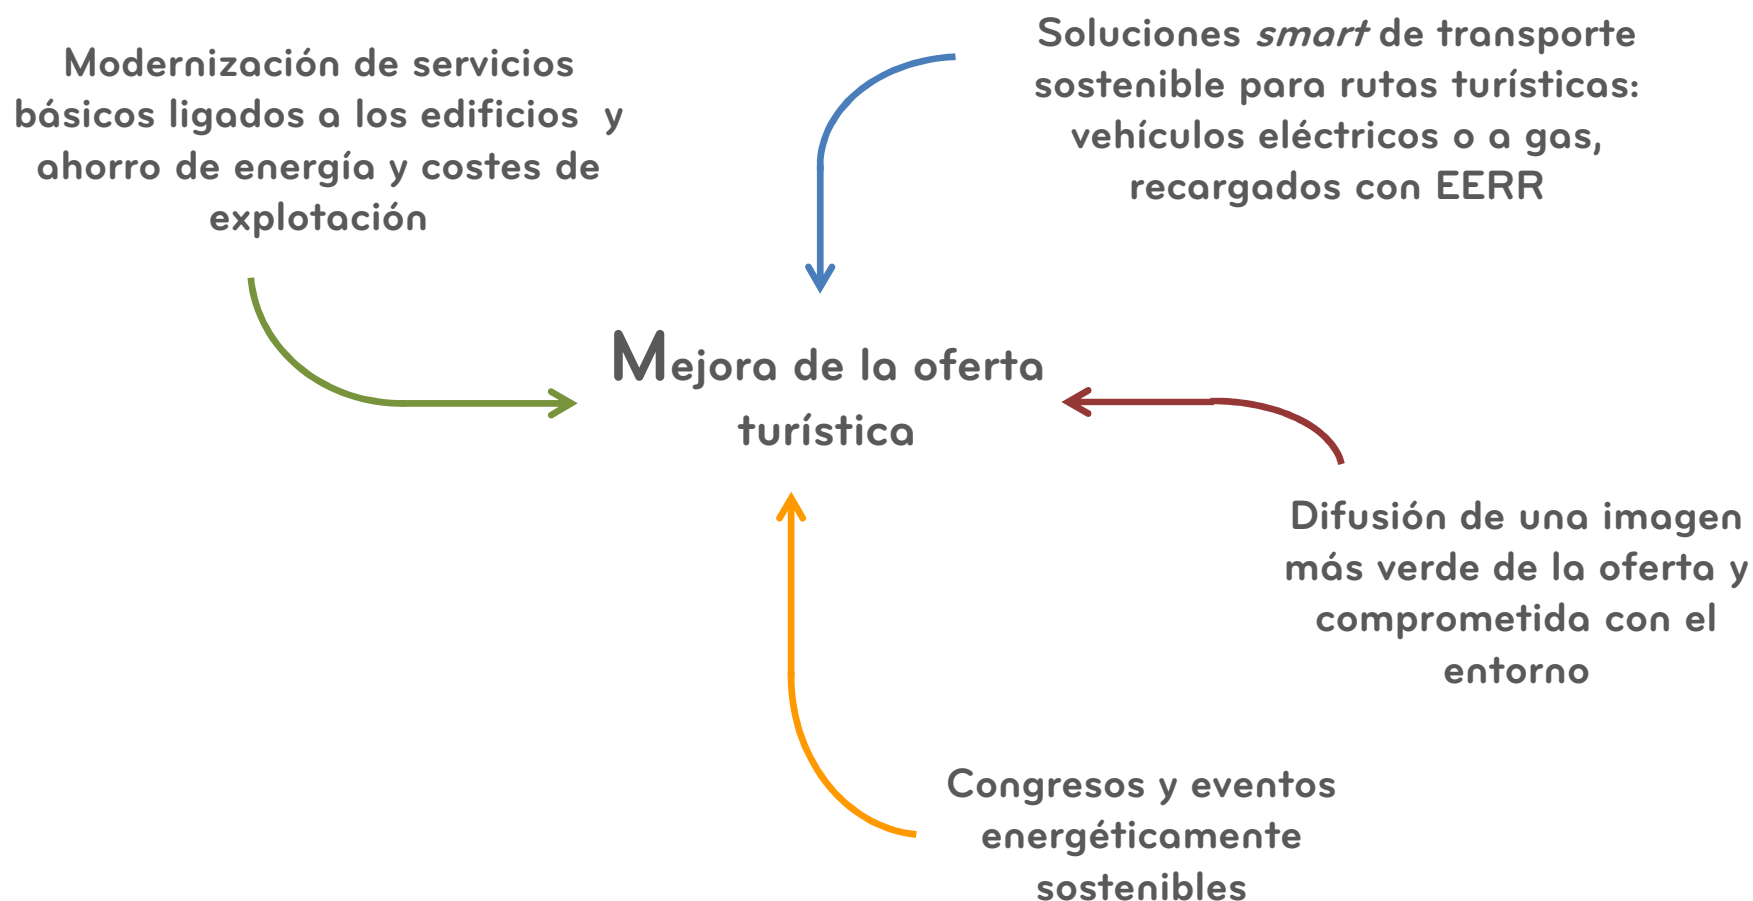 Modernización de servicios
básicos ligados a los edificios y
ahorro de energía y costes de
explotación
Soluciones smart de transporte
sostenible para rutas turísticas:
vehículos eléctricos o a gas,
recargados con EERR
Mejora de la oferta
turística
Difusión de una imagen
más verde de la oferta y
comprometida con el
entorno
Congresos y eventos
energéticamente
sostenibles